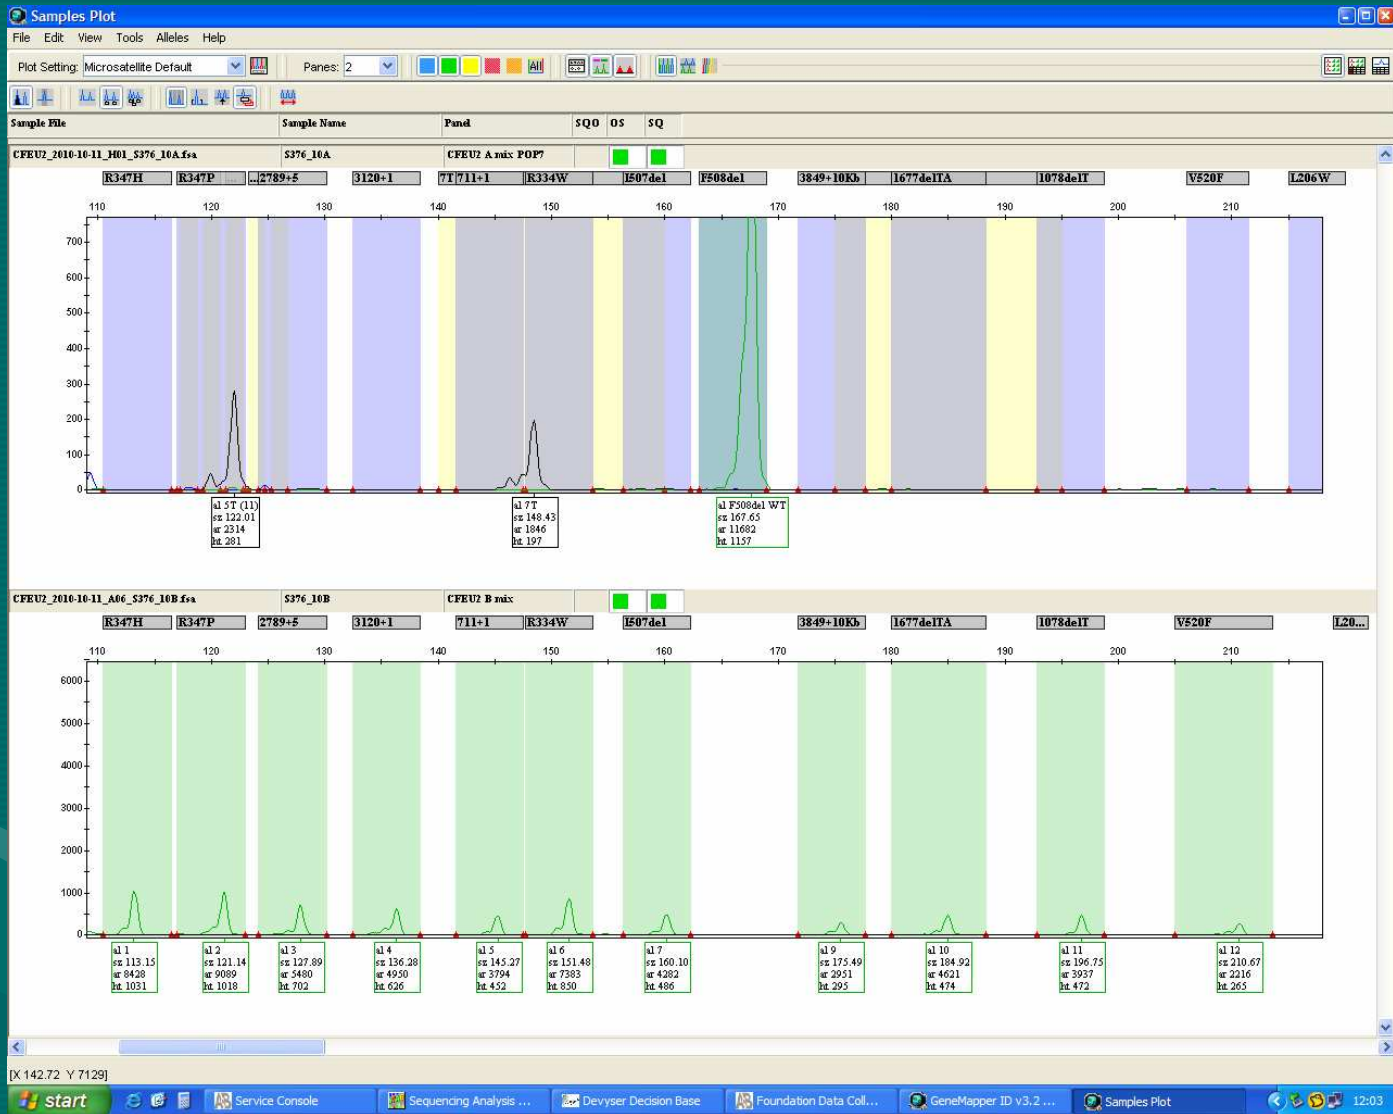 Samples Plot
File Edit View Tools Alleles Help
Plot Setting: Microsatellite Default Panes: 2 All
Sample File Sample Name Panel SQO OS SQ
CFEU2_2010-10-11_H01_S376_10A.fsa S376_10A CFEU2 A mix POP7
R347H R347P ... ...2789+5 3120+1 7T 711+1 R334W I507del F508del 3849+10Kb 1677delTA 1078delT V520F L206W
110 120 130 140 150 160 170 180 190 200 210
700
600
500
400
300
200
100
0
al 5T (11)
sz 122.01
ar 2314
ht 281
al 7T
sz 148.43
ar 1846
ht 197
al F508del WT
sz 167.65
ar 11682
ht 1157
CFEU2_2010-10-11_A06_S376_10B.fsa S376_10B CFEU2 B mix
R347H R347P 2789+5 3120+1 711+1 R334W I507del 3849+10Kb 1677delTA 1078delT V520F L20...
110 120 130 140 150 160 170 180 190 200 210
6000
5000
4000
3000
2000
1000
0
al 1
sz 113.15
ar 8428
ht 1031
al 2
sz 121.14
ar 9089
ht 1018
al 3
sz 127.89
ar 5480
ht 702
al 4
sz 136.28
ar 4950
ht 626
al 5
sz 145.27
ar 3794
ht 452
al 6
sz 151.48
ar 7383
ht 850
al 7
sz 160.10
ar 4282
ht 486
al 9
sz 175.49
ar 2951
ht 295
al 10
sz 184.92
ar 4621
ht 474
al 11
sz 196.75
ar 3937
ht 472
al 12
sz 210.67
ar 2216
ht 265
[X 142.72 Y 7129]
start Service Console Sequencing Analysis ... Devyser Decision Base Foundation Data Coll... GeneMapper ID v3.2 ... Samples Plot 12:03